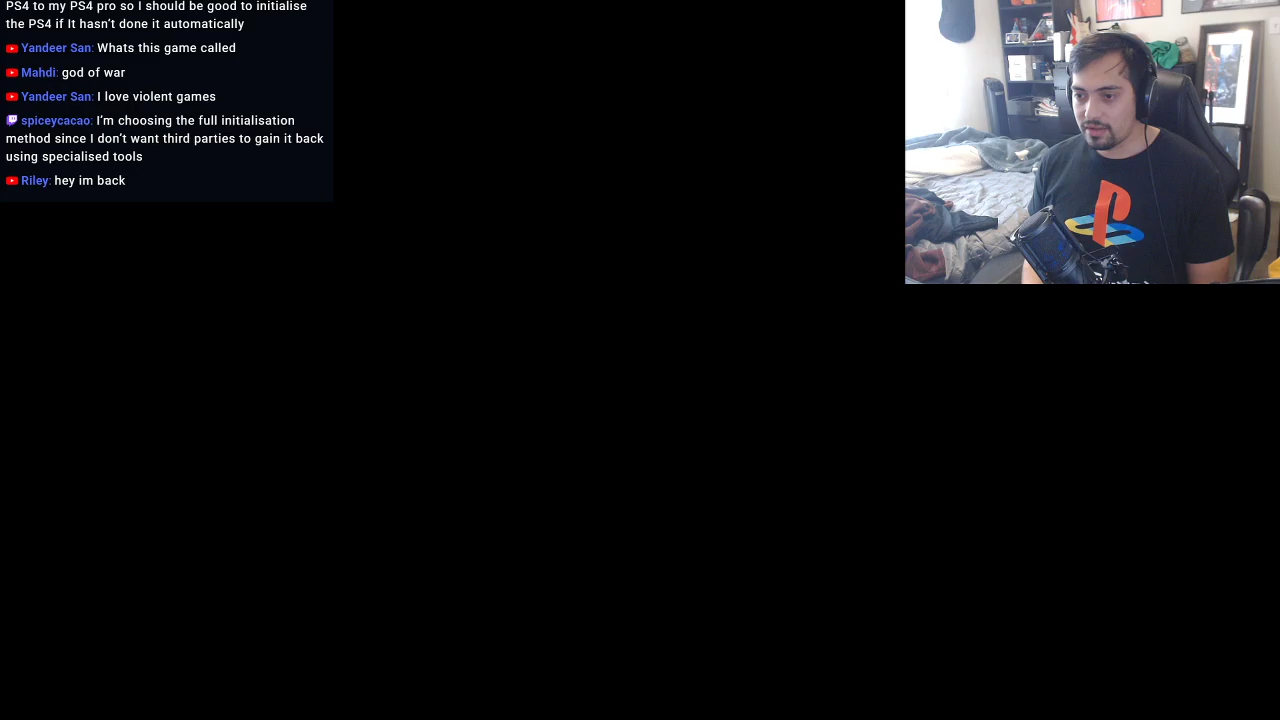 PS4 to my PS4 pro so I should be good to initialise
the PS4 if It hasn't done it automatically
Yandeer San: Whats this game called
Mahdi: god of war
Yandeer San: I love violent games
spiceycacao: I'm choosing the full initialisation
method since I don't want third parties to gain it back
using specialised tools
Riley: hey im back